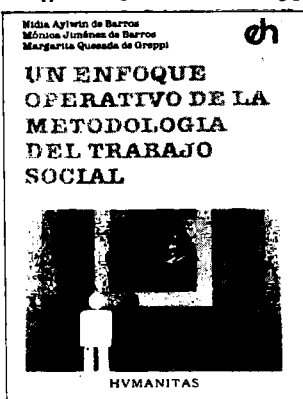 Nidia Aylwin de Barros
Mónica Jiménez de Barros
Margarita Quesada de Greppi
eh
UN ENFOQUE
OPERATIVO DE LA
METODOLOGIA
DEL TRABAJO
SOCIAL
HVMANITAS